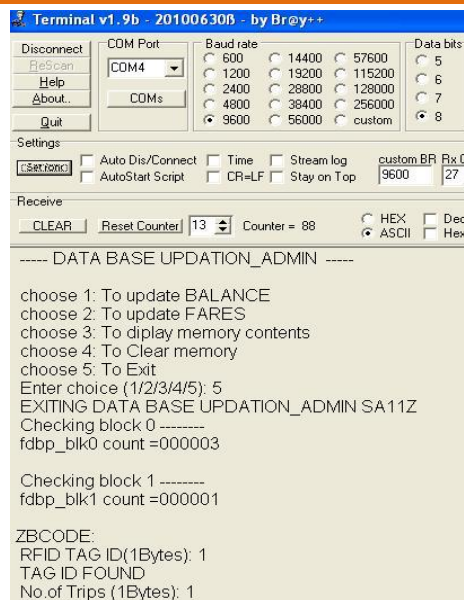 Terminal v1.9b - 20100630ß - by Br@y++
Disconnect
ReScan
Help
About..
Quit
COM Port
COM4
COMs
Baud rate
600 14400 57600
1200 19200 115200
2400 28800 128000
4800 38400 256000
9600 56000 custom
Data bits
5
6
7
8
Settings
Set font
Auto Dis/Connect Time Stream log custom BR Rx C
AutoStart Script CR=LF Stay on Top 9600 27
Receive
CLEAR Reset Counter 13 Counter = 88 HEX Dec
ASCII Hex
----- DATA BASE UPDATION_ADMIN -----
choose 1: To update BALANCE
choose 2: To update FARES
choose 3: To diplay memory contents
choose 4: To Clear memory
choose 5: To Exit
Enter choice (1/2/3/4/5): 5
EXITING DATA BASE UPDATION_ADMIN SA11Z
Checking block 0 --------
fdbp_blk0 count =000003
Checking block 1 --------
fdbp_blk1 count =000001
ZBCODE:
RFID TAG ID(1Bytes): 1
TAG ID FOUND
No.of Trips (1Bytes): 1